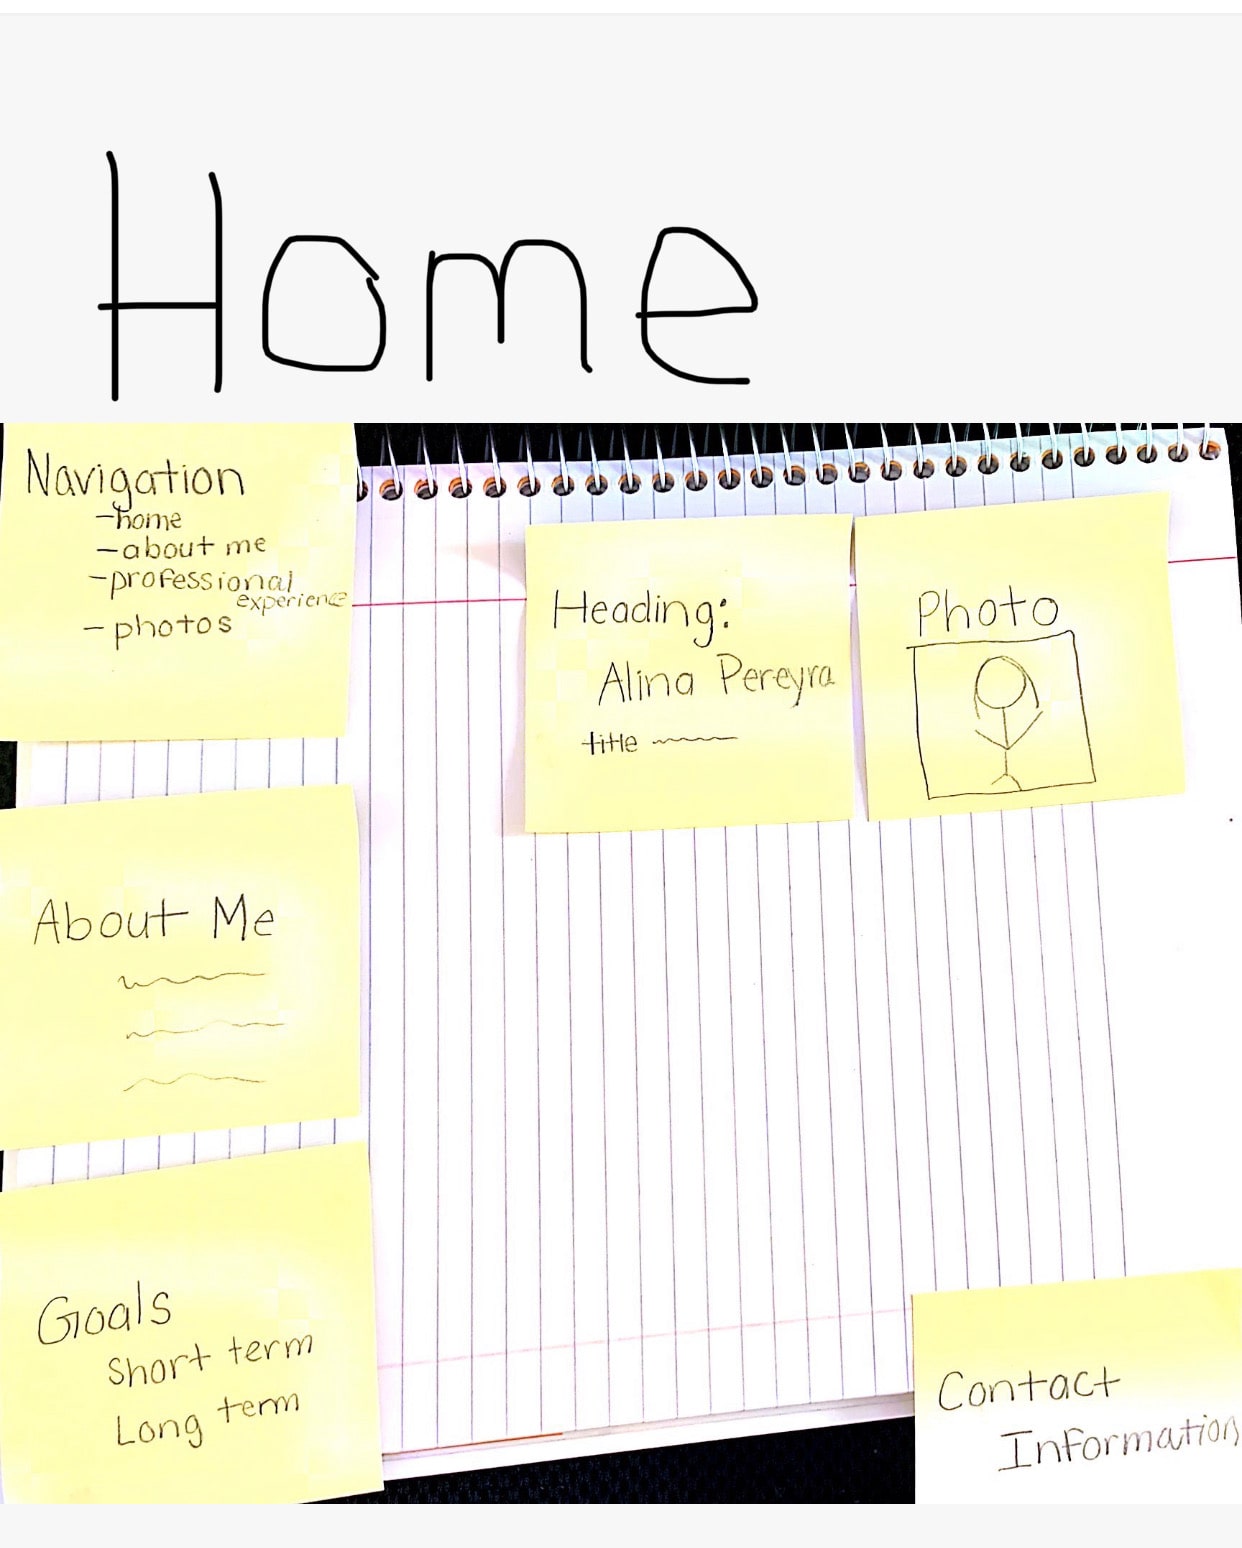 Home
Navigation
-home
-about me
-professional
experience
- photos
Heading:
Alina Pereyra
title
Photo
About Me
Goals
Short term
Long term
Contact
Information